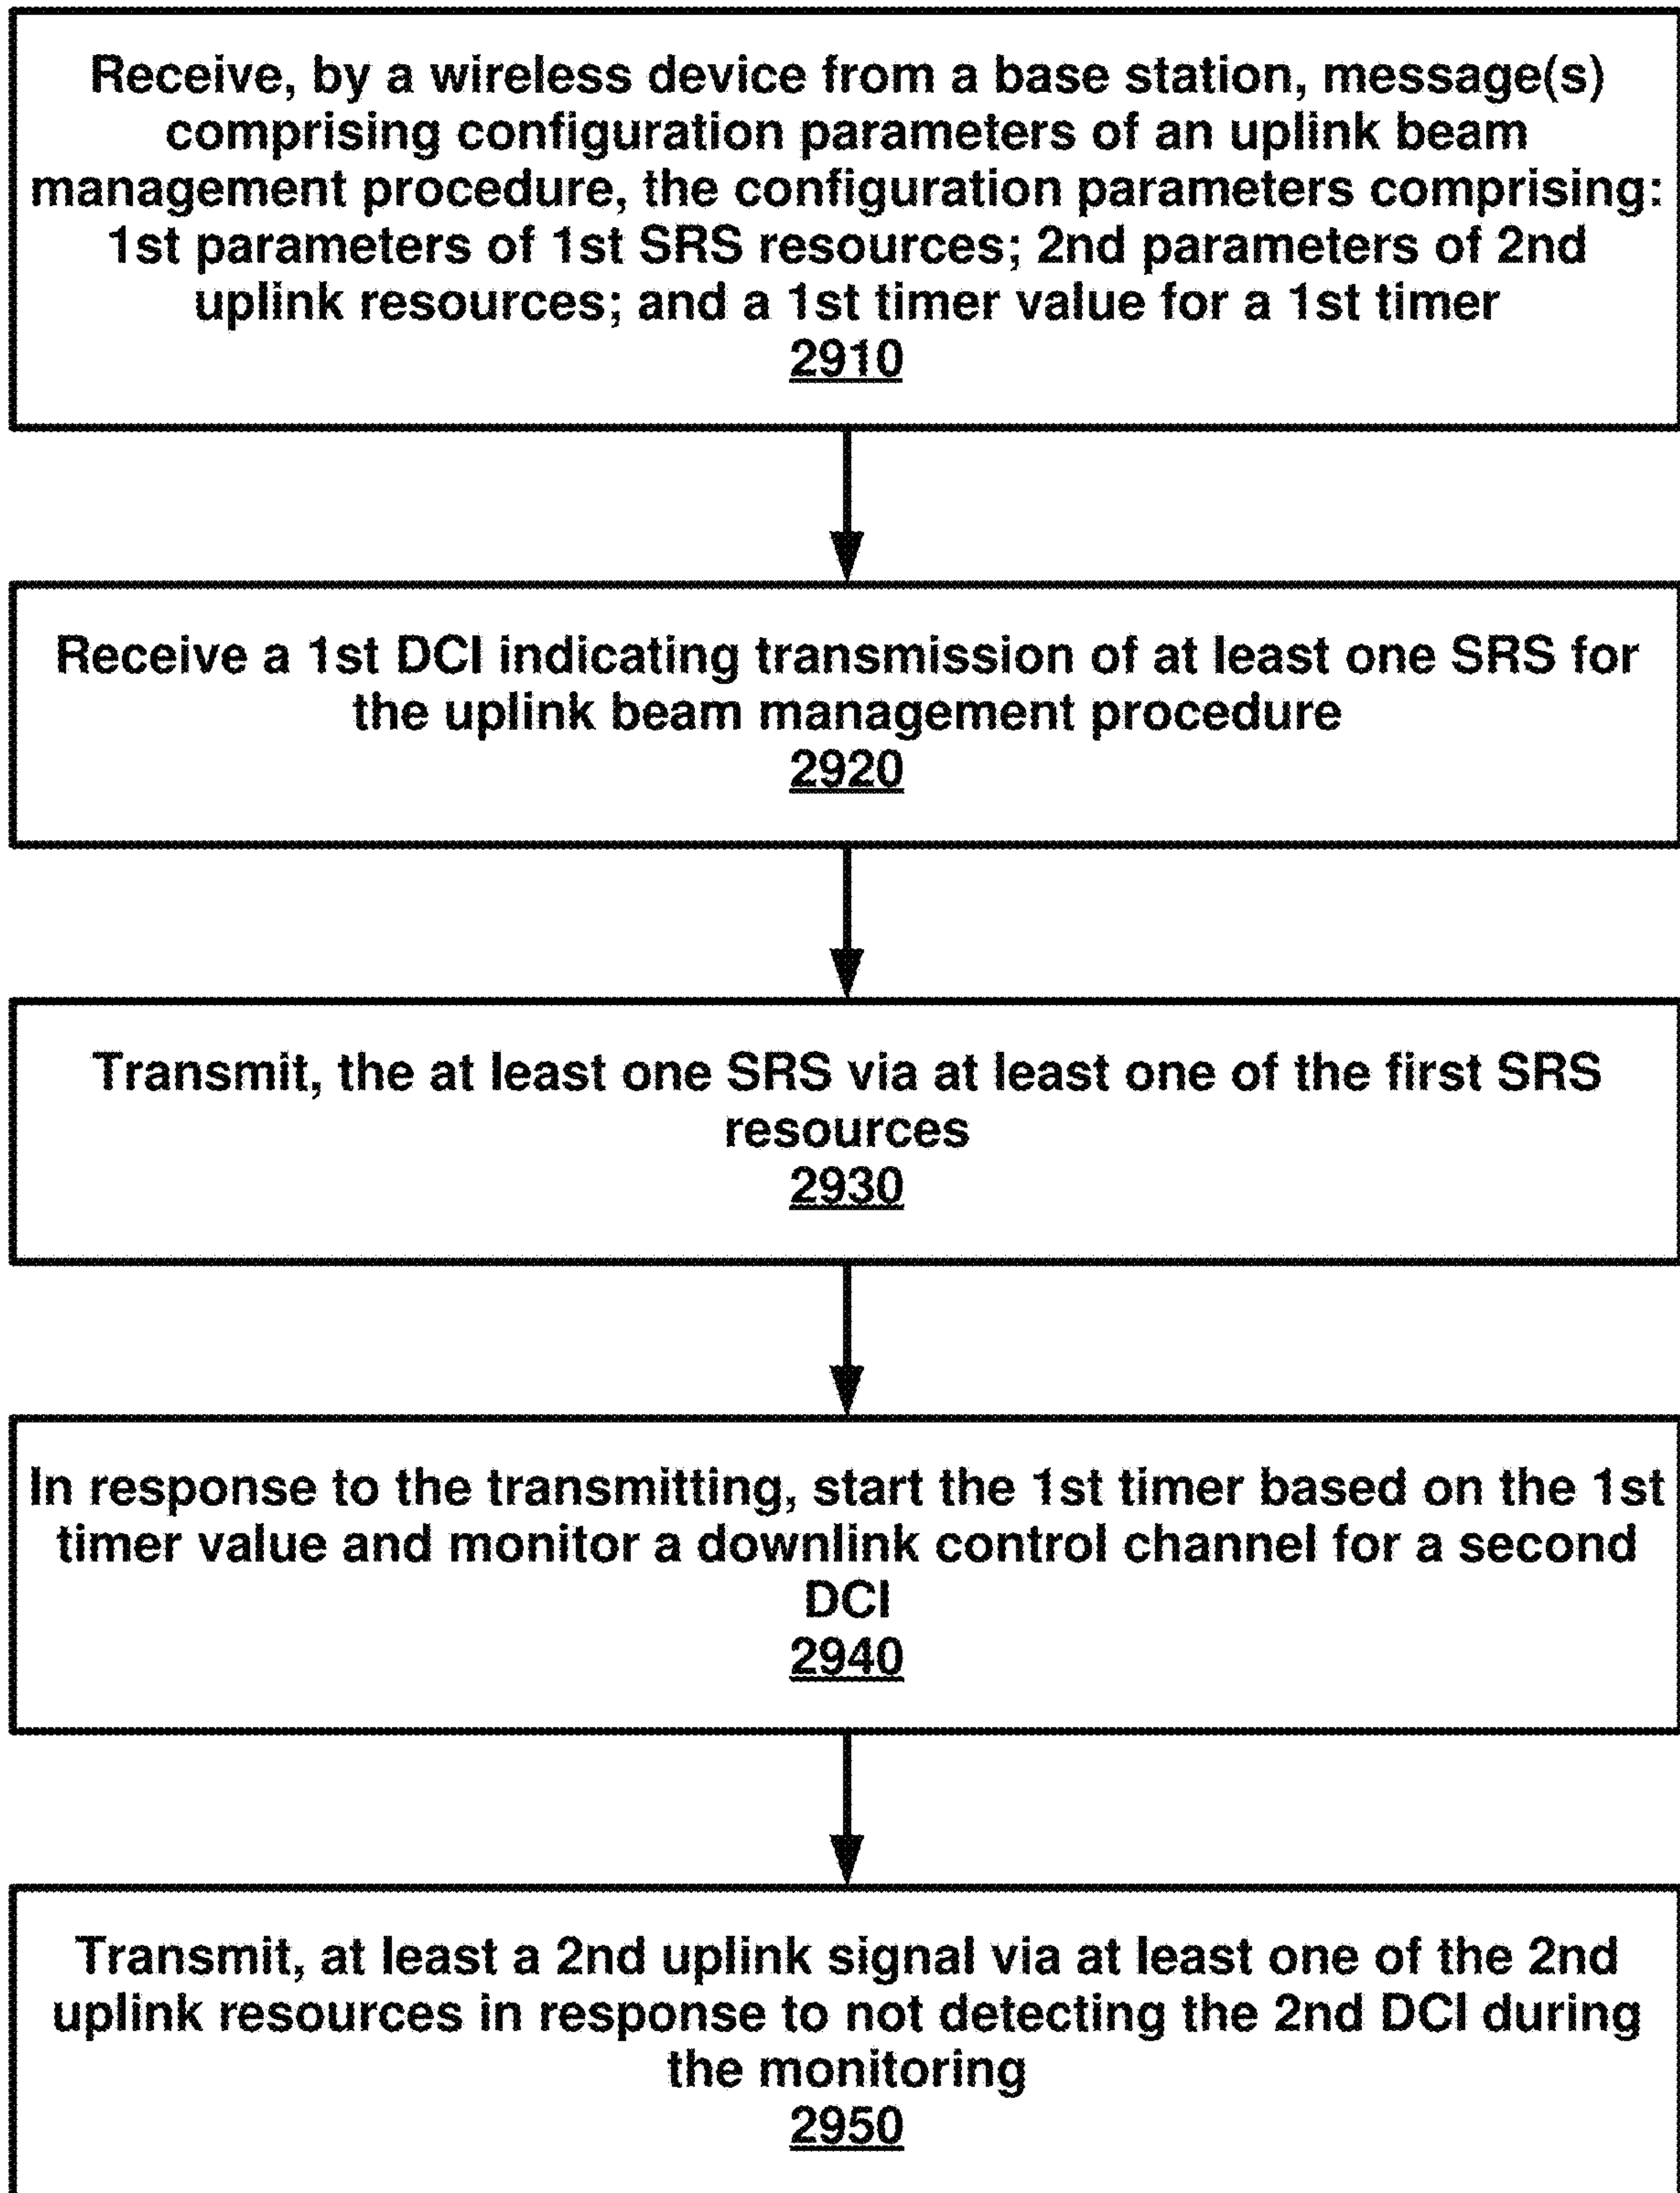 Receive, by a wireless device from a base station, message(s)
comprising configuration parameters of an uplink beam
management procedure, the configuration parameters comprising:
1st parameters of 1st SRS resources; 2nd parameters of 2nd
uplink resources; and a 1st timer value for a 1st timer
2910
Receive a 1st DCI indicating transmission of at least one SRS for
the uplink beam management procedure
2920
Transmit, the at least one SRS via at least one of the first SRS
resources
2930
In response to the transmitting, start the 1st timer based on the 1st
timer value and monitor a downlink control channel for a second
DCI
2940
Transmit, at least a 2nd uplink signal via at least one of the 2nd
uplink resources in response to not detecting the 2nd DCI during
the monitoring
2950